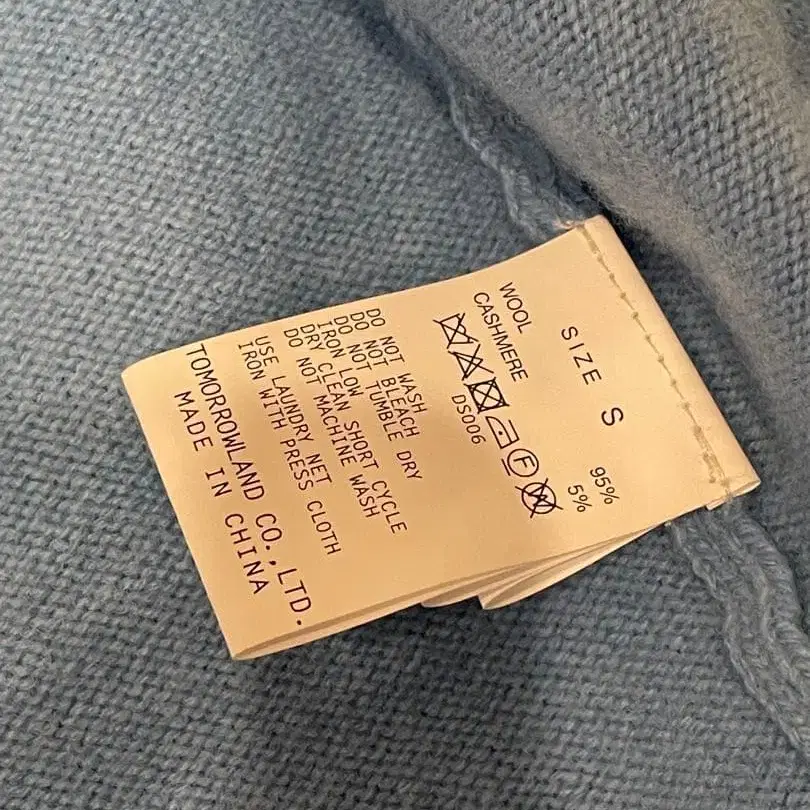 SIZE S
WOOL 95%
CASHMERE 5%
F
W
DS006
DO NOT WASH
DO NOT BLEACH
DO NOT TUMBLE DRY
IRON LOW
DRY CLEAN SHORT CYCLE
DO NOT MACHINE WASH
USE LAUNDRY NET
IRON WITH PRESS CLOTH
TOMORROWLAND CO.,LTD.
MADE IN CHINA